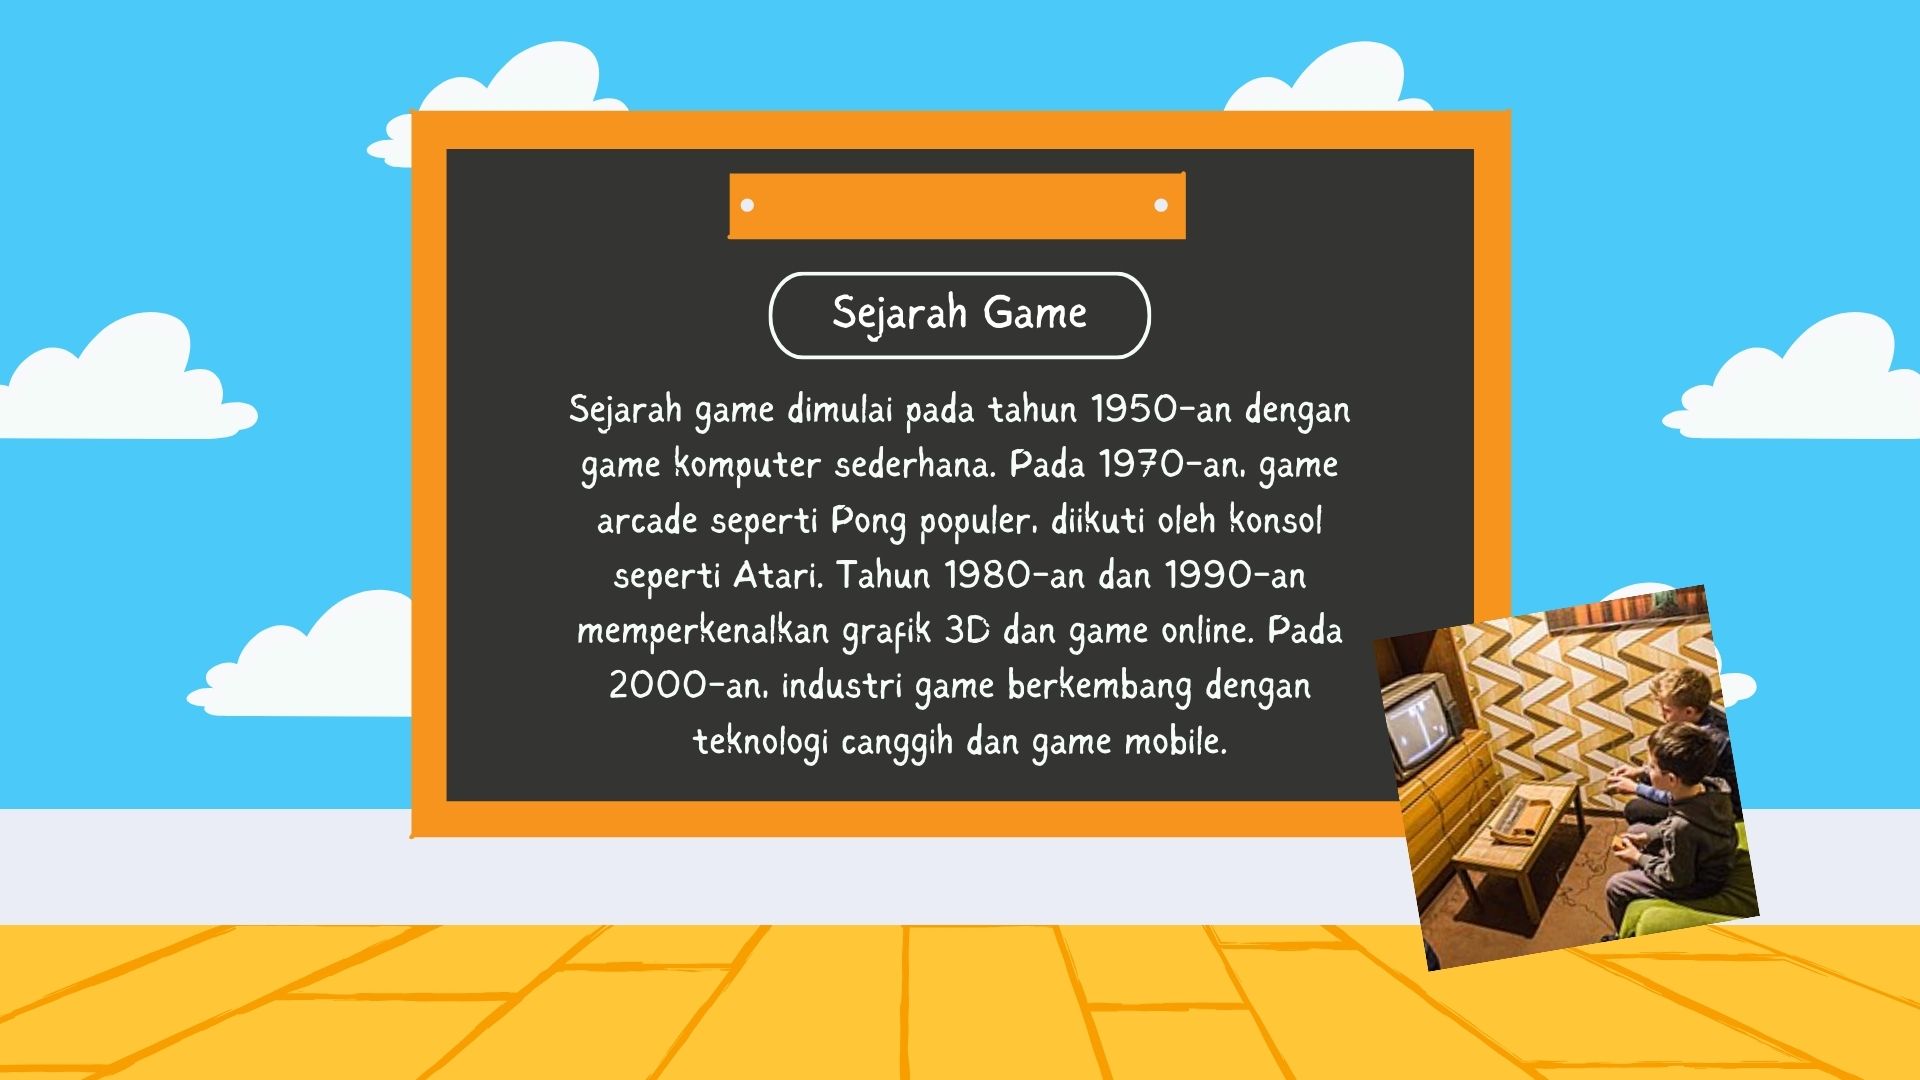 Sejarah Game
Sejarah game dimulai pada tahun 1950-an dengan
game komputer sederhana. Pada 1970-an, game
arcade seperti Pong populer, diikuti oleh konsol
seperti Atari. Tahun 1980-an dan 1990-an
memperkenalkan grafik 3D dan game online. Pada
2000-an, industri game berkembang dengan
teknologi canggih dan game mobile.